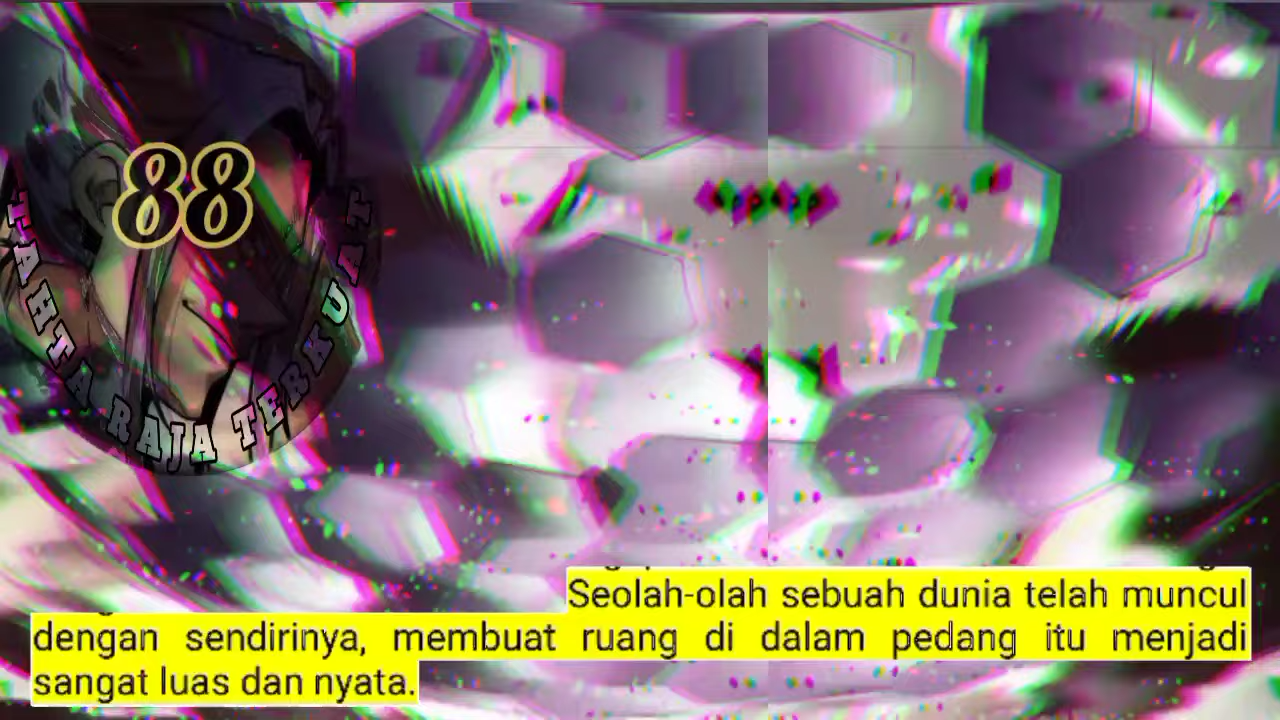 88
TAHTA RAJA TERKUAT
Seolah-olah sebuah dunia telah muncul
dengan sendirinya, membuat ruang di dalam pedang itu menjadi
sangat luas dan nyata.